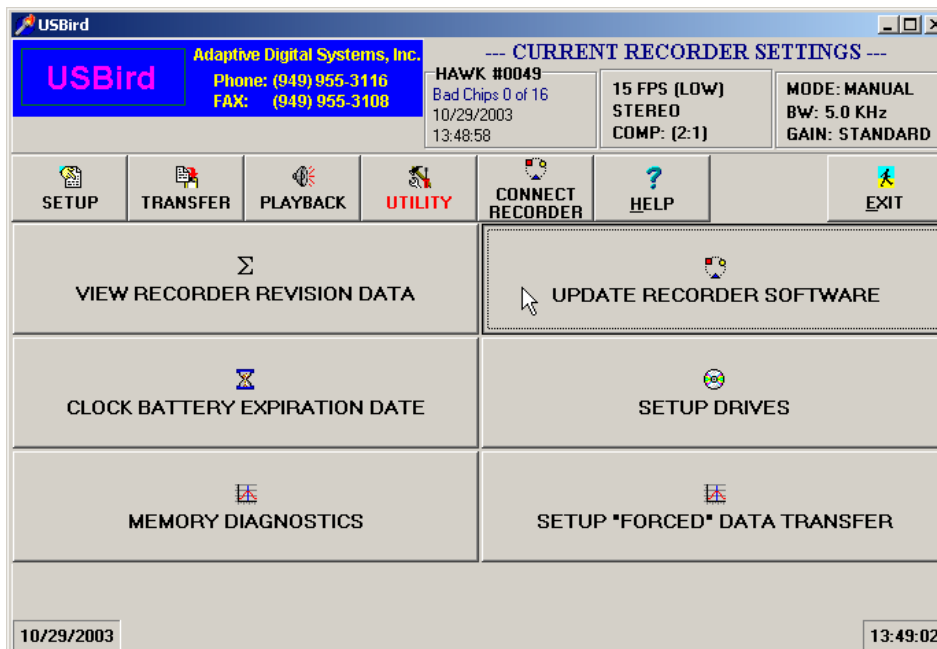 USBird
USBird
Adaptive Digital Systems, Inc.
Phone: (949) 955-3116
FAX: (949) 955-3108
--- CURRENT RECORDER SETTINGS ---
HAWK #0049
Bad Chips 0 of 16
10/29/2003
13:48:58
15 FPS (LOW)
STEREO
COMP: (2:1)
MODE: MANUAL
BW: 5.0 KHz
GAIN: STANDARD
SETUP
TRANSFER
PLAYBACK
UTILITY
CONNECT
RECORDER
HELP
EXIT
VIEW RECORDER REVISION DATA
UPDATE RECORDER SOFTWARE
CLOCK BATTERY EXPIRATION DATE
SETUP DRIVES
MEMORY DIAGNOSTICS
SETUP "FORCED" DATA TRANSFER
10/29/2003
13:49:02